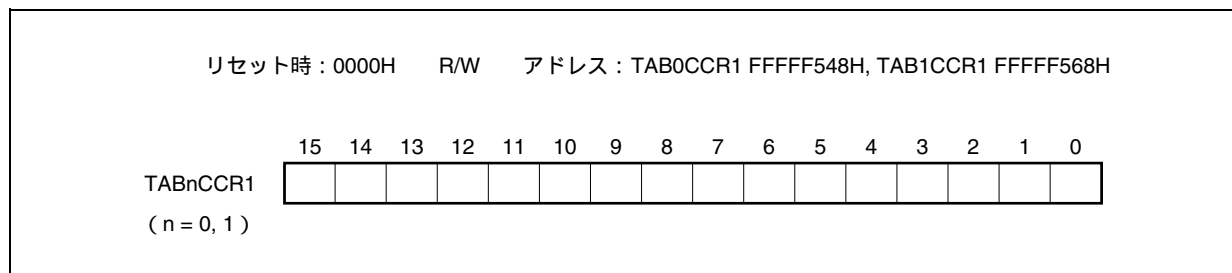 リセット時：0000H R/W アドレス：TAB0CCR1 FFFFF548H, TAB1CCR1 FFFFF568H
15 14 13 12 11 10 9 8 7 6 5 4 3 2 1 0
TABnCCR1
（n = 0, 1）